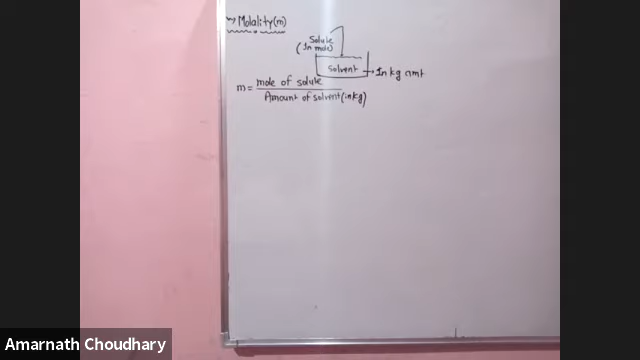 Molality(m)
Solute
(In mole)
Solvent → In kg amt
m = mole of solute
Amount of solvent (in kg)
Amarnath Choudhary